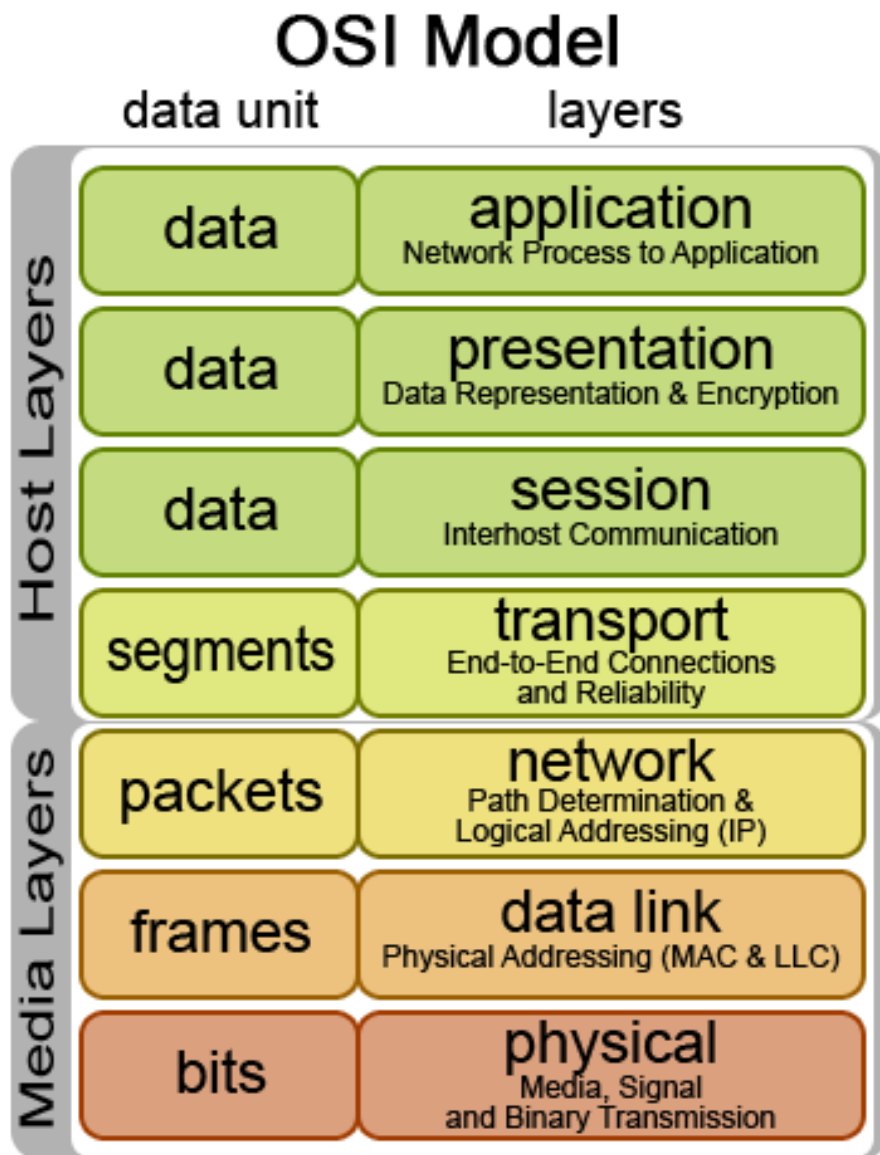 OSI Model
data unit layers
Host Layers
data
application
Network Process to Application
data
presentation
Data Representation & Encryption
data
session
Interhost Communication
segments
transport
End-to-End Connections
and Reliability
Media Layers
packets
network
Path Determination &
Logical Addressing (IP)
frames
data link
Physical Addressing (MAC & LLC)
bits
physical
Media, Signal
and Binary Transmission